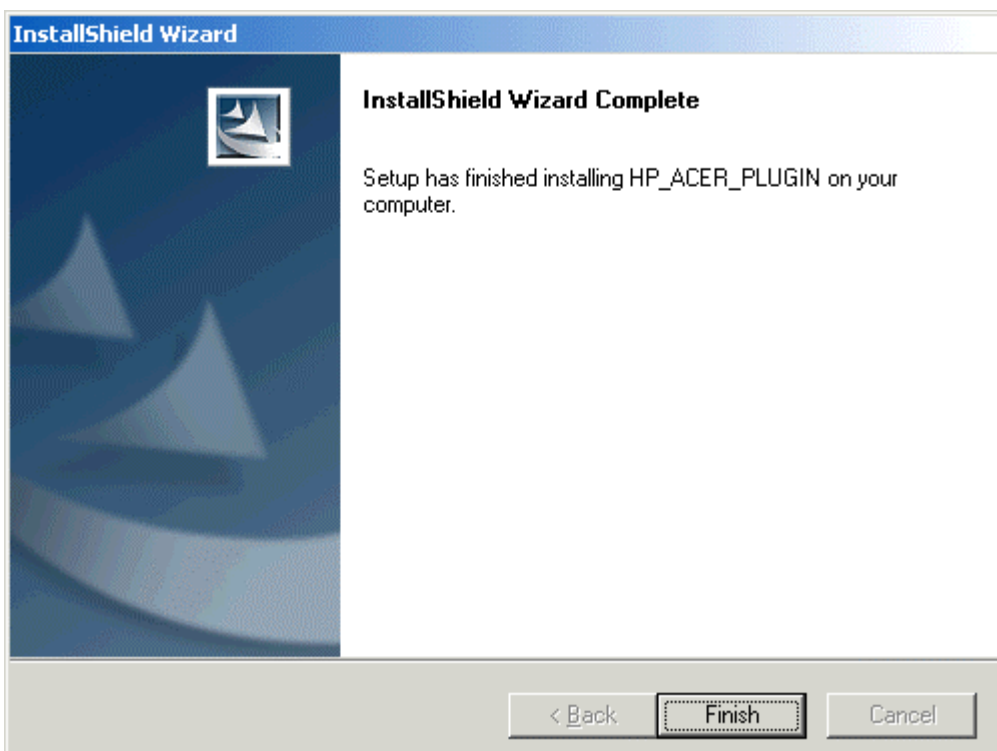 InstallShield Wizard
InstallShield Wizard Complete
Setup has finished installing HP_ACER_PLUGIN on your
computer.
< Back
Finish
Cancel